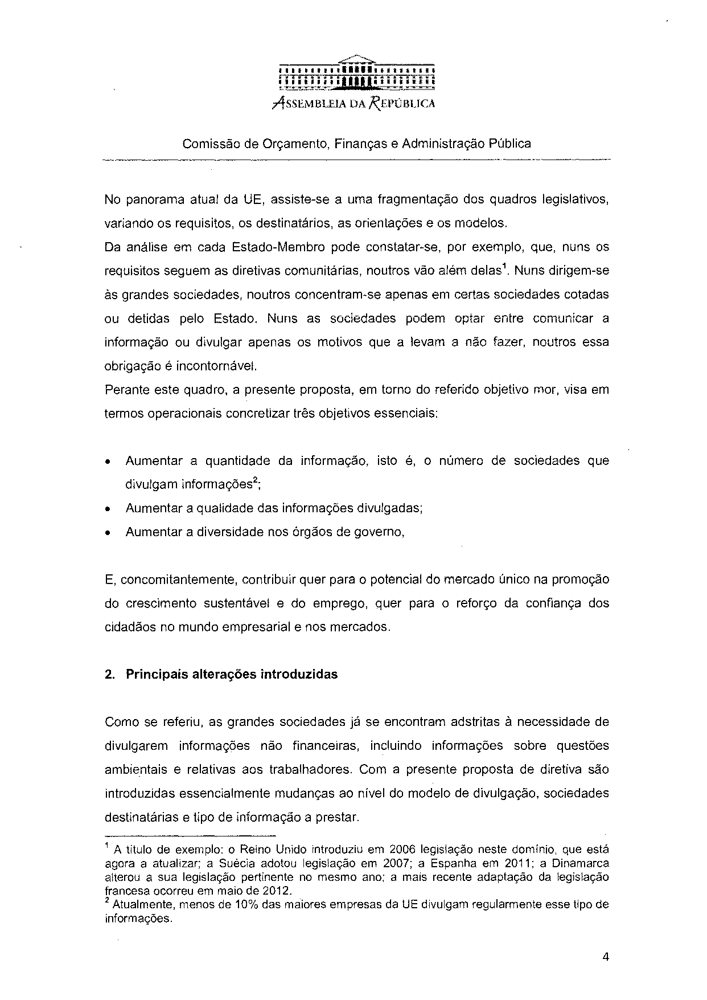 ASSEMBLEIA DA REPÚBLICA
Comissão de Orçamento, Finanças e Administração Pública
No panorama atual da UE, assiste-se a uma fragmentação dos quadros legislativos,
variando os requisitos, os destinatários, as orientações e os modelos.
Da análise em cada Estado-Membro pode constatar-se, por exemplo, que, nuns os
requisitos seguem as diretivas comunitárias, noutros vão além delas¹. Nuns dirigem-se
às grandes sociedades, noutros concentram-se apenas em certas sociedades cotadas
ou detidas pelo Estado. Nuns as sociedades podem optar entre comunicar a
informação ou divulgar apenas os motivos que a levam a não fazer, noutros essa
obrigação é incontornável.
Perante este quadro, a presente proposta, em torno do referido objetivo mor, visa em
termos operacionais concretizar três objetivos essenciais:
• Aumentar a quantidade da informação, isto é, o número de sociedades que
divulgam informações²;
• Aumentar a qualidade das informações divulgadas;
• Aumentar a diversidade nos órgãos de governo,
E, concomitantemente, contribuir quer para o potencial do mercado único na promoção
do crescimento sustentável e do emprego, quer para o reforço da confiança dos
cidadãos no mundo empresarial e nos mercados.
2. Principais alterações introduzidas
Como se referiu, as grandes sociedades já se encontram adstritas à necessidade de
divulgarem informações não financeiras, incluindo informações sobre questões
ambientais e relativas aos trabalhadores. Com a presente proposta de diretiva são
introduzidas essencialmente mudanças ao nível do modelo de divulgação, sociedades
destinatárias e tipo de informação a prestar.
¹ A titulo de exemplo: o Reino Unido introduziu em 2006 legislação neste domínio, que está
agora a atualizar; a Suécia adotou legislação em 2007; a Espanha em 2011; a Dinamarca
alterou a sua legislação pertinente no mesmo ano; a mais recente adaptação da legislação
francesa ocorreu em maio de 2012.
² Atualmente, menos de 10% das maiores empresas da UE divulgam regularmente esse tipo de
informações.
4